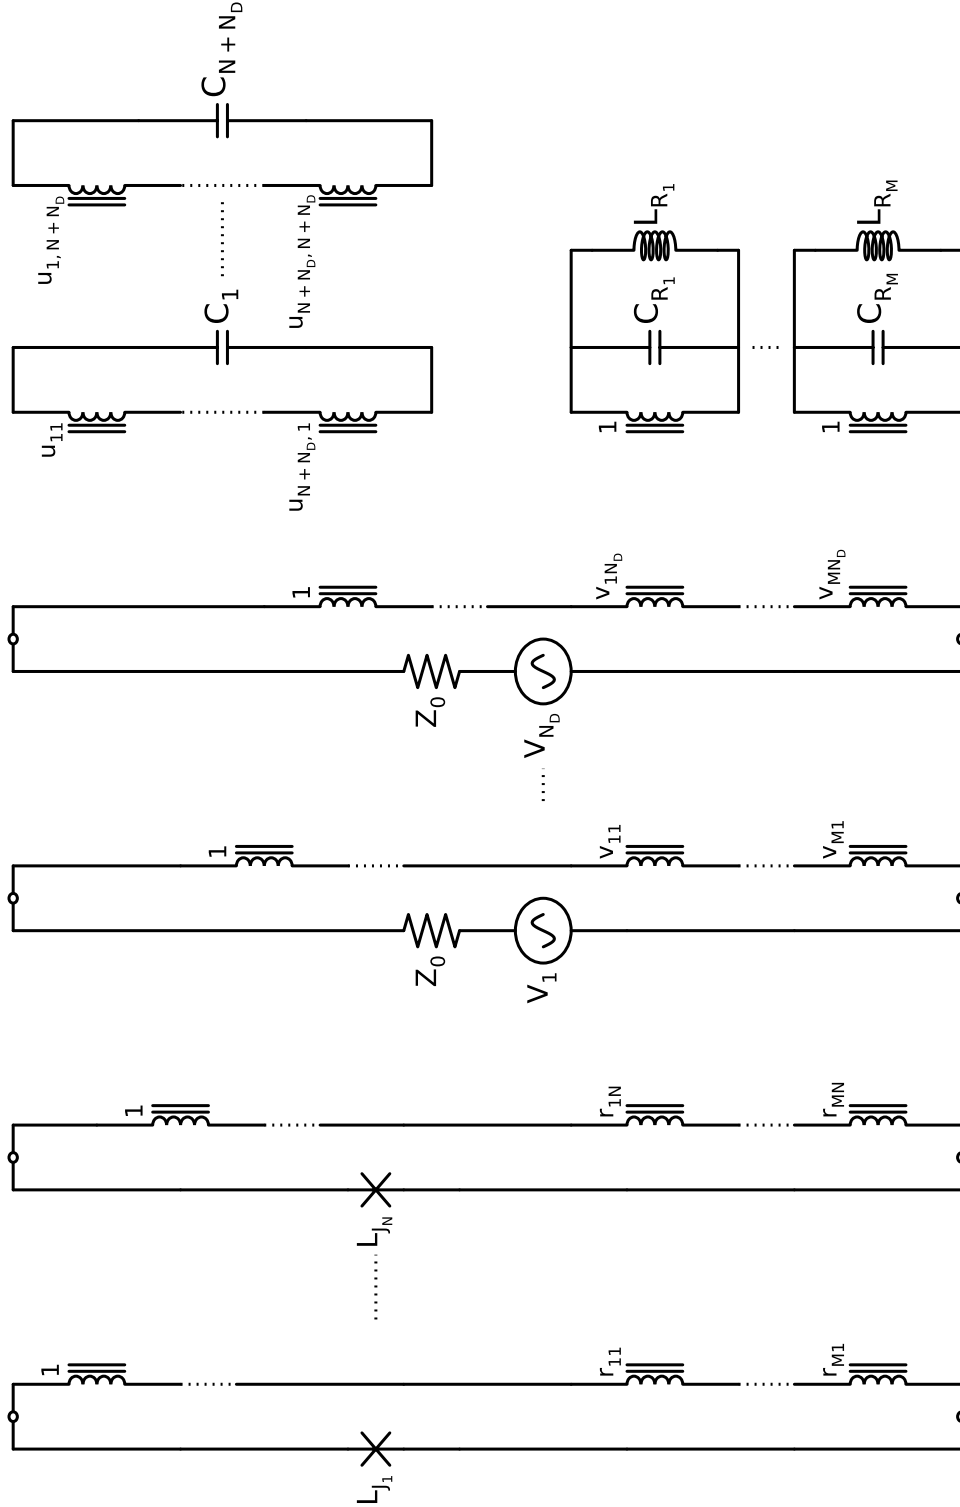 u_{11}
u_{N+N_D,1}
C_1
u_{1,N+N_D}
u_{N+N_D,N+N_D}
C_{N+N_D}
1
C_{R_1}
L_{R_1}
1
C_{R_M}
L_{R_M}
Z_0
V_{N_D}
1
v_{1N_D}
v_{MN_D}
Z_0
V_1
1
v_{11}
v_{M1}
L_{J_N}
1
r_{1N}
r_{MN}
L_{J_1}
1
r_{11}
r_{M1}